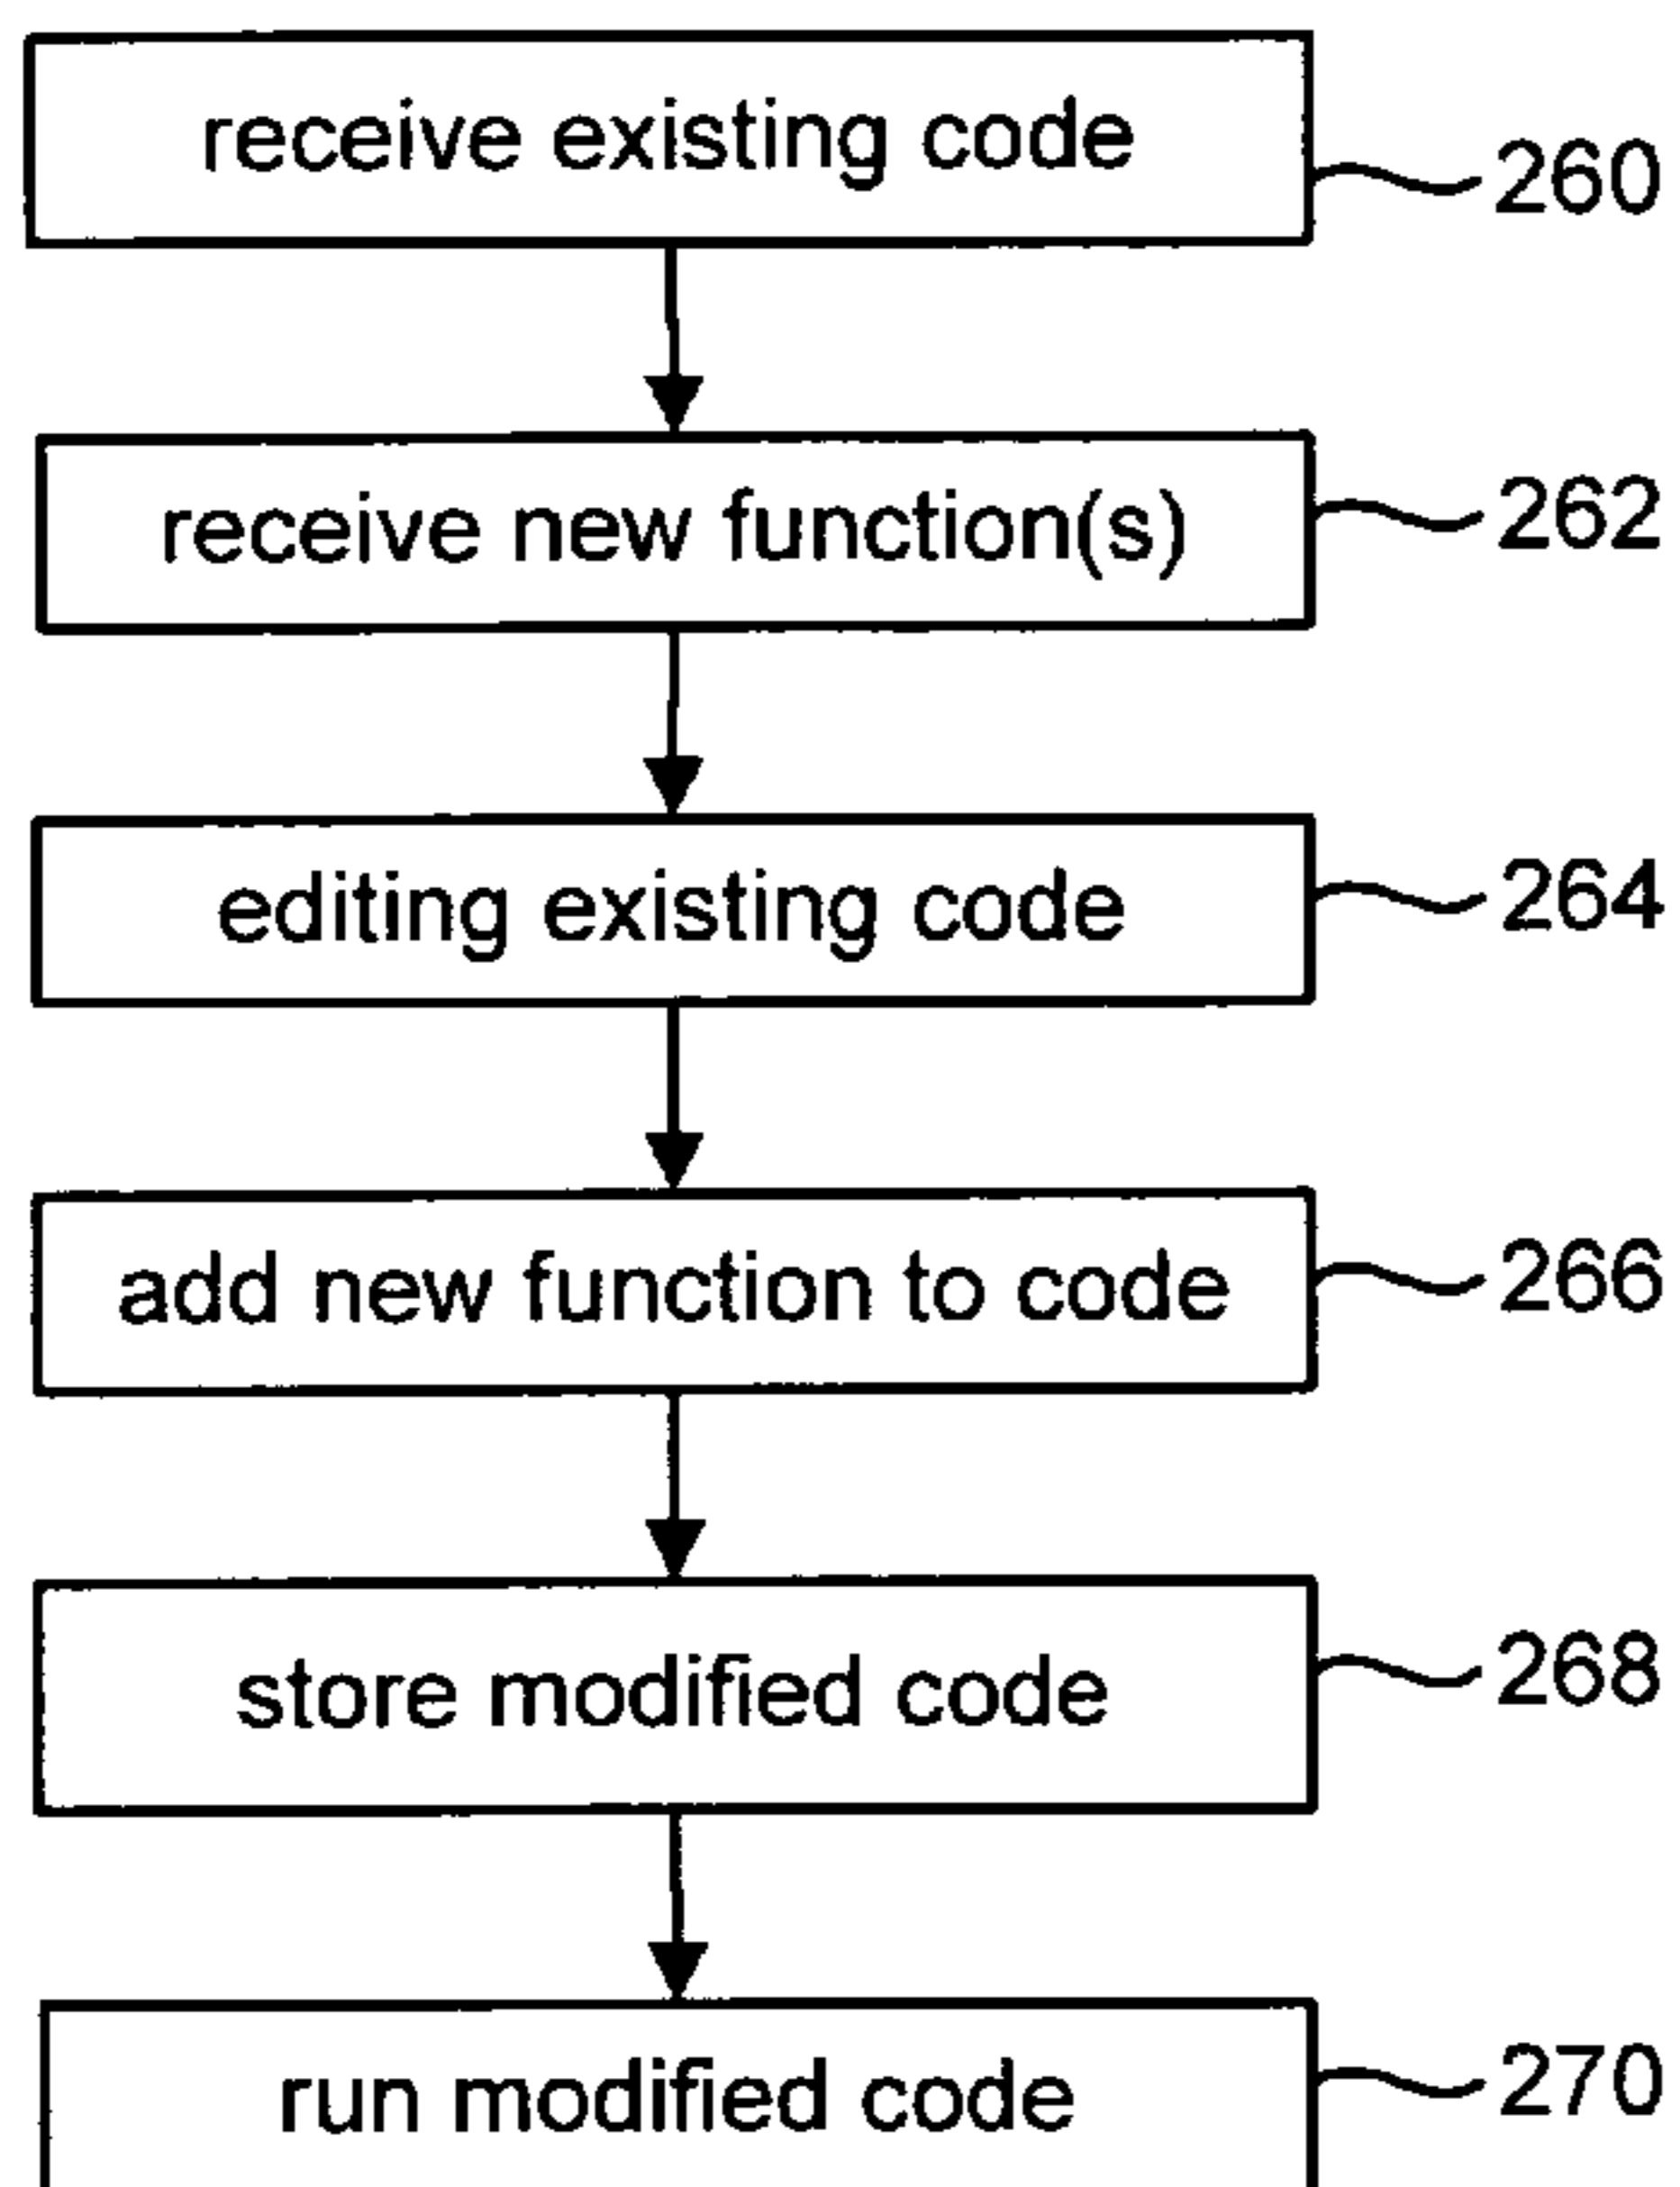 receive existing code
260
receive new function(s)
262
editing existing code
264
add new function to code
266
store modified code
268
run modified code
270